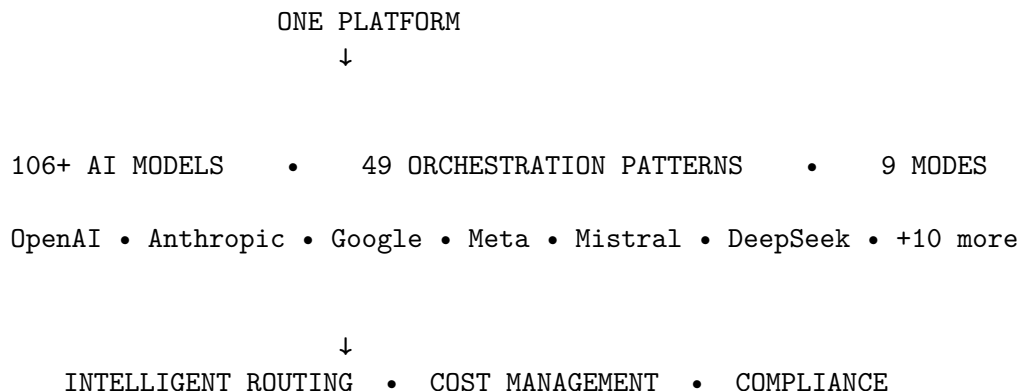 ONE PLATFORM
↓
106+ AI MODELS • 49 ORCHESTRATION PATTERNS • 9 MODES
OpenAI • Anthropic • Google • Meta • Mistral • DeepSeek • +10 more
↓
INTELLIGENT ROUTING • COST MANAGEMENT • COMPLIANCE